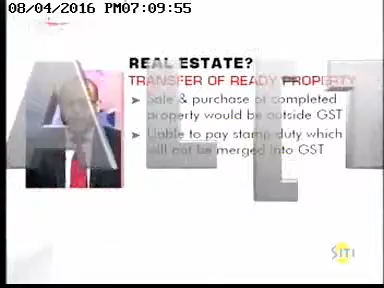 08/04/2016 PM07:09:55
REAL ESTATE?
TRANSFER OF READY PROPERTY
➤ Sale & purchase of completed
property would be outside GST
➤ Unable to pay stamp duty which
will not be merged into GST
SITI